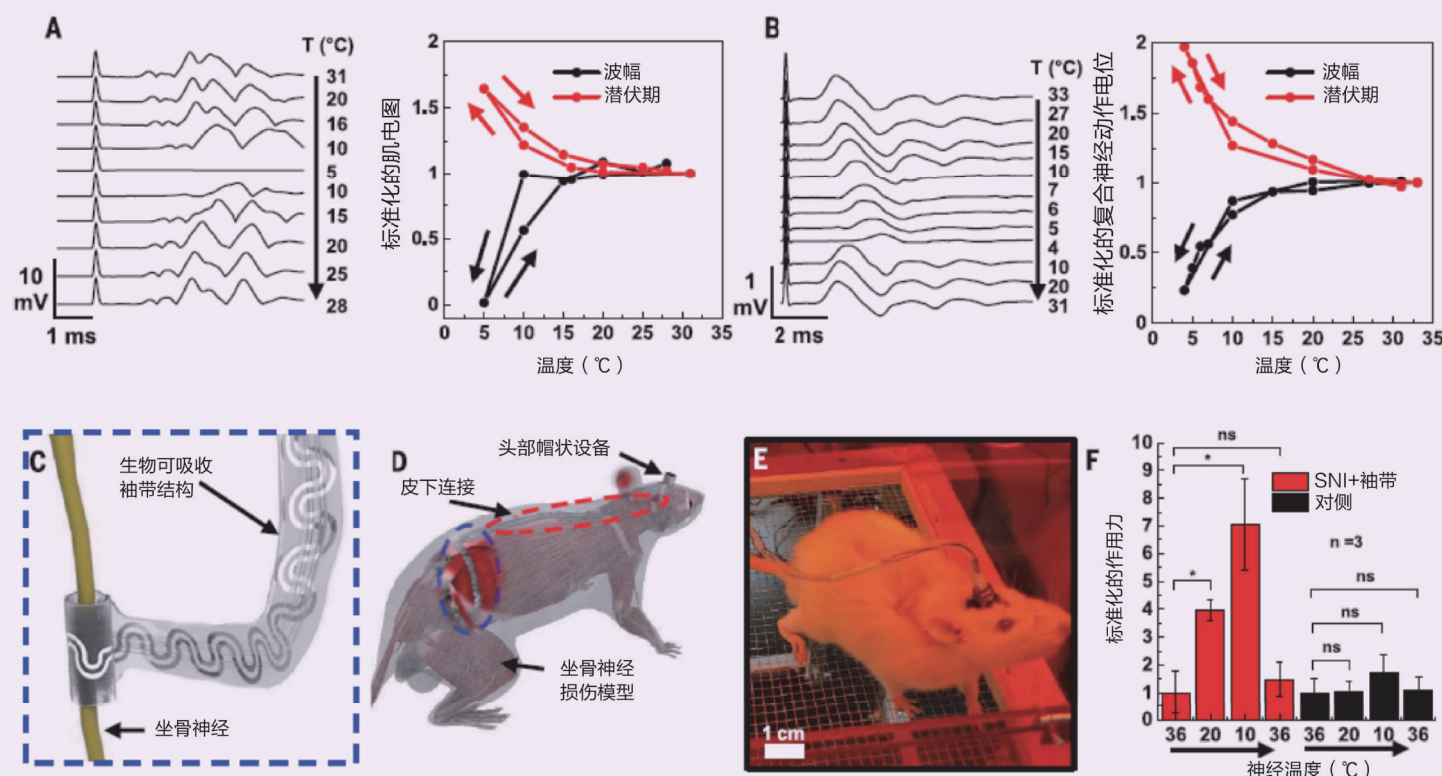 A
T (°C)
31
20
16
10
5
10
15
20
25
28
10
mV
1 ms
标准化的肌电图
2
1.5
1
0.5
0
波幅
潜伏期
0 5 10 15 20 25 30 35
温度（℃）
B
T (°C)
33
27
20
15
10
7
6
5
4
10
20
31
1
mV
2 ms
标准化的复合神经动作电位
2
1.5
1
0.5
0
波幅
潜伏期
0 5 10 15 20 25 30 35
温度（℃）
C
生物可吸收
袖带结构
坐骨神经
D
头部帽状设备
皮下连接
坐骨神经
损伤模型
E
1 cm
F
标准化的作用力
10
9
8
7
6
5
4
3
2
1
0
ns
*
*
SNI+袖带
对侧
n =3
ns
ns
ns
36 20 10 36 36 20 10 36
神经温度（℃）